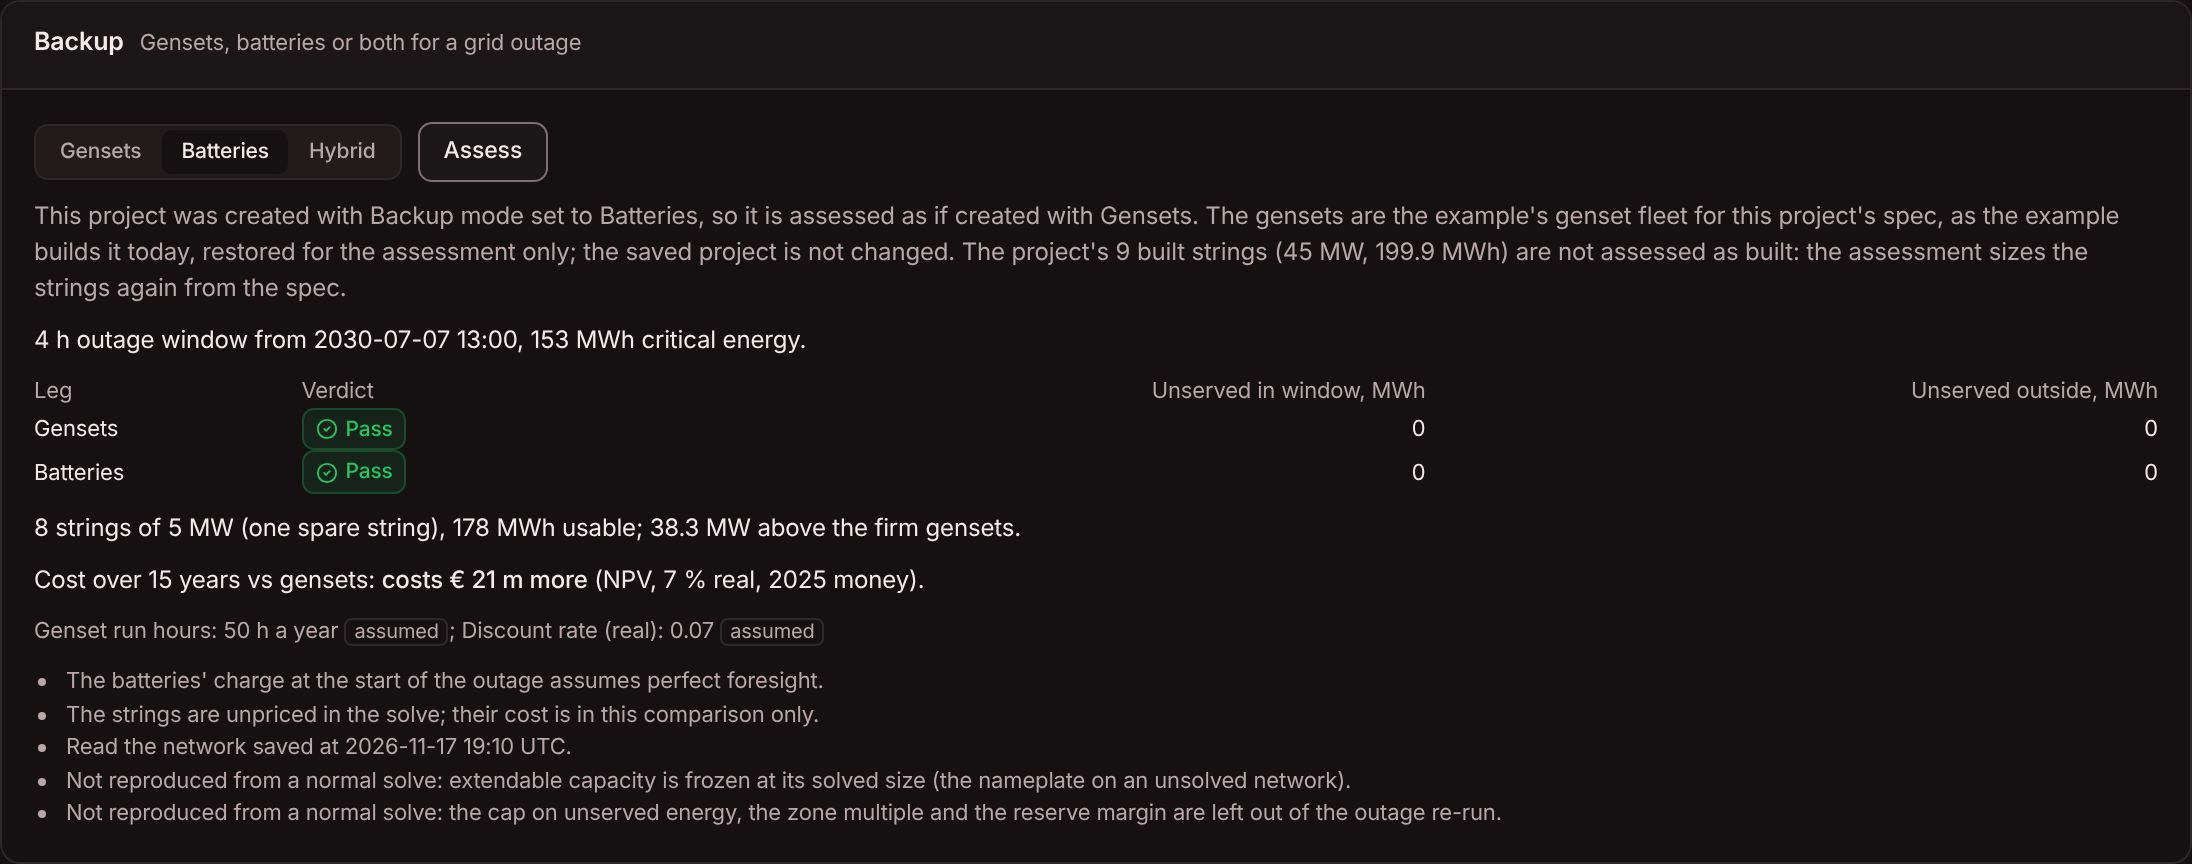 Backup Gensets, batteries or both for a grid outage
Gensets Batteries Hybrid Assess
This project was created with Backup mode set to Batteries, so it is assessed as if created with Gensets. The gensets are the example's genset fleet for this project's spec, as the example
builds it today, restored for the assessment only; the saved project is not changed. The project's 9 built strings (45 MW, 199.9 MWh) are not assessed as built: the assessment sizes the
strings again from the spec.
4 h outage window from 2030-07-07 13:00, 153 MWh critical energy.
Leg Verdict Unserved in window, MWh Unserved outside, MWh
Gensets Pass 0 0
Batteries Pass 0 0
8 strings of 5 MW (one spare string), 178 MWh usable; 38.3 MW above the firm gensets.
Cost over 15 years vs gensets: costs € 21 m more (NPV, 7 % real, 2025 money).
Genset run hours: 50 h a year assumed; Discount rate (real): 0.07 assumed
• The batteries' charge at the start of the outage assumes perfect foresight.
• The strings are unpriced in the solve; their cost is in this comparison only.
• Read the network saved at 2026-11-17 19:10 UTC.
• Not reproduced from a normal solve: extendable capacity is frozen at its solved size (the nameplate on an unsolved network).
• Not reproduced from a normal solve: the cap on unserved energy, the zone multiple and the reserve margin are left out of the outage re-run.